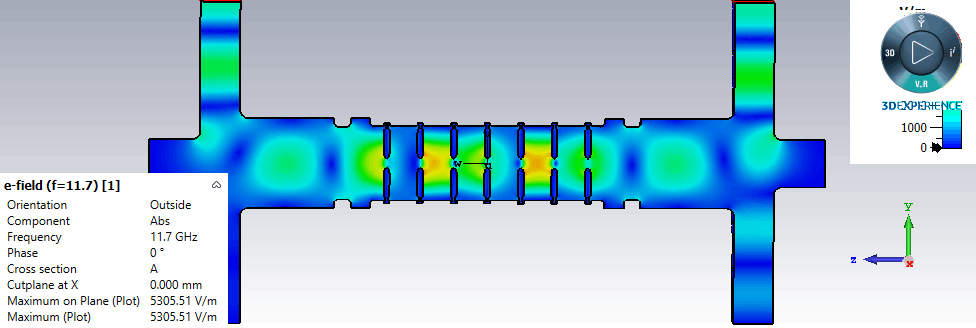 V/m
3D
V.R
3DEXPERIENCE
1000
0
w
e-field (f=11.7) [1]
Orientation Outside
Component Abs
Frequency 11.7 GHz
Phase 0 °
Cross section A
Cutplane at X 0.000 mm
Maximum on Plane (Plot) 5305.51 V/m
Maximum (Plot) 5305.51 V/m
y
z
x